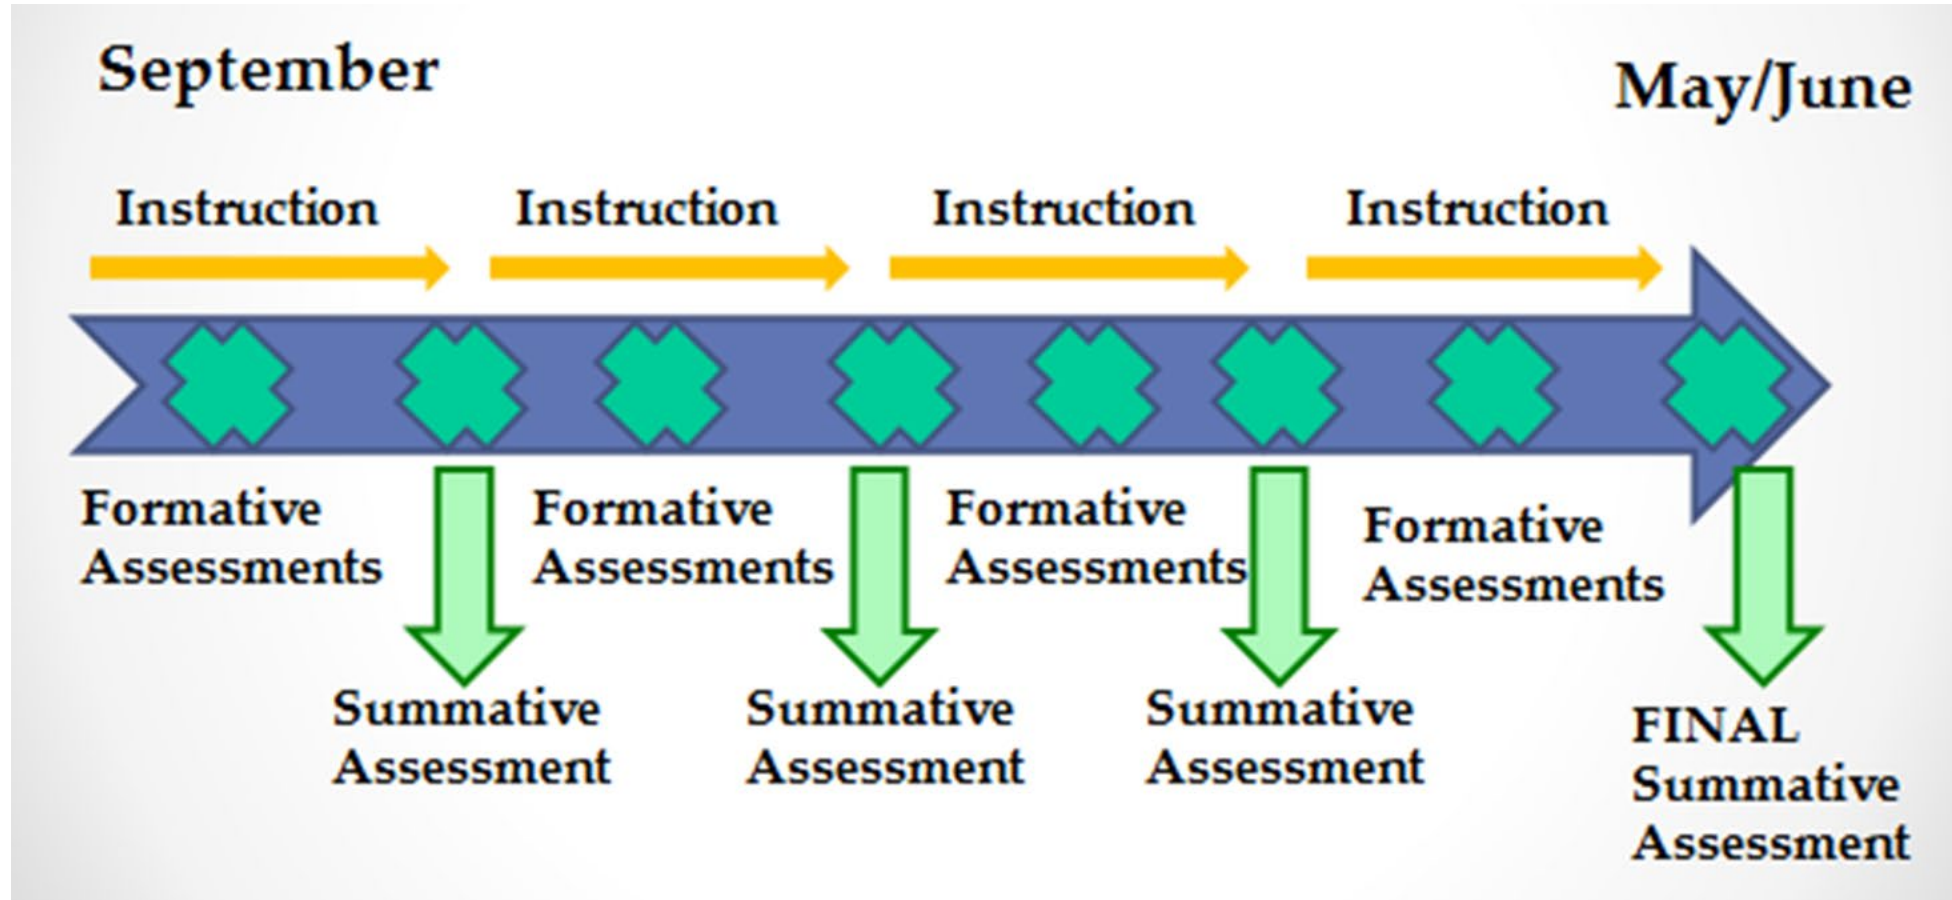 September
May/June
Instruction
Instruction
Instruction
Instruction
Formative
Assessments
Formative
Assessments
Formative
Assessments
Formative
Assessments
Summative
Assessment
Summative
Assessment
Summative
Assessment
FINAL
Summative
Assessment